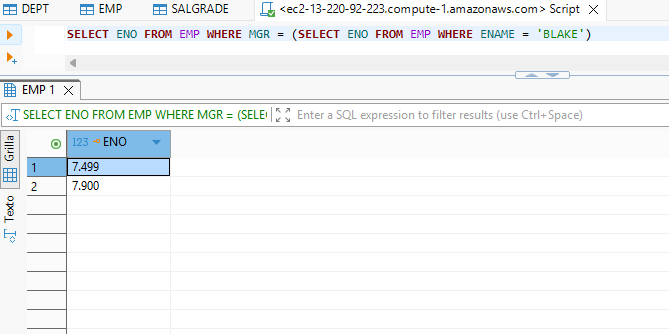 DEPT EMP SALGRADE <ec2-13-220-92-223.compute-1.amazonaws.com> Script
SELECT ENO FROM EMP WHERE MGR = (SELECT ENO FROM EMP WHERE ENAME = 'BLAKE')
EMP 1
SELECT ENO FROM EMP WHERE MGR = (SELE Enter a SQL expression to filter results (use Ctrl+Space)
Grilla
Texto
123 ENO
1 7.499
2 7.900